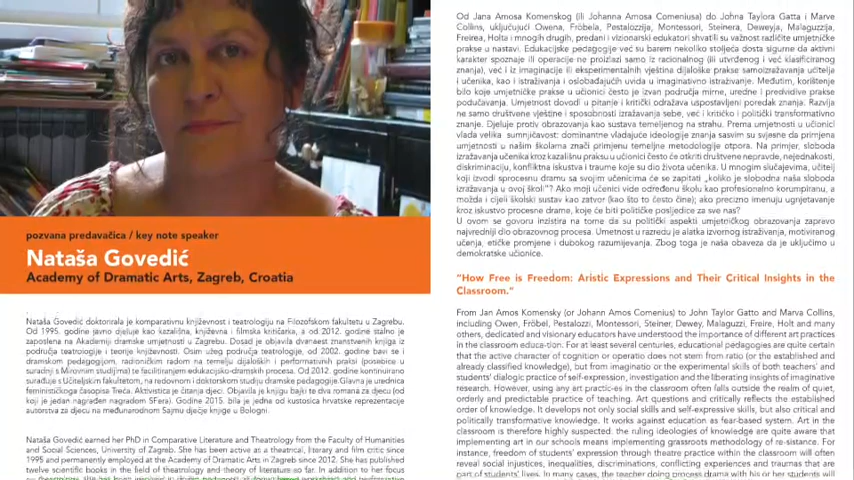 pozvana predavačica / key note speaker
Nataša Govedić
Academy of Dramatic Arts, Zagreb, Croatia
Nataša Govedić doktorirala je komparativnu književnost i teatrologiju na Filozofskom fakultetu u Zagrebu.
Od 1995. godine javno djeluje kao kazališna, književna i filmska kritičarka, a od 2012. godine stalno je
zaposlena na Akademiji dramske umjetnosti u Zagrebu. Dosad je objavila dvanaest znanstvenih knjiga iz
područja teatrologije i teorije književnosti. Osim užeg područja rada, od 2002. godine bavi se i
dramskom pedagogijom, radioničkim radom na temelju dijaloških i performativnih praksi (posebice u
suradnji s Mirovnim studijima) te facilitiranjem edukacijsko-dramskih procesa. Od 2012. godine kontinuirano
surađuje s Učiteljskim fakultetom, na redovnom i doktorskom studiju dramske pedagogije. Glavna je urednica
feminističkog časopisa Treća. Aktivistica je čitanja djeci. Objavila je knjigu bajki te dva romana za djecu (od
koji je jedan nagrađen nagradom SFera). Godine 2015. bila je jedna od kustosica hrvatske reprezentacije
autorstva za djecu na međunarodnom Sajmu dječje knjige u Bologni.
Nataša Govedić earned her PhD in Comparative Literature and Theatrology from the Faculty of Humanities
and Social Sciences, University of Zagreb. She has been active as a theatrical, literary and film critic since
1995 and permanently employed at the Academy of Dramatic Arts in Zagreb since 2012. She has published
twelve scientific books in the field of theatrology and theory of literature so far. In addition to her focus
Od Jana Amosa Komenskog (ili Johanna Amosa Comeniusa) do Johna Taylora Gatta i Marve
Collins, uključujući Owena, Fröbela, Pestalozzija, Montessori, Steinera, Deweyja, Malaguzzija,
Freirea, Holta i mnogih drugih, predani i vizionarski edukatori shvatili su važnost različite umjetničke
prakse u nastavi. Edukacijske pedagogije već su barem nekoliko stoljeća dosta sigurne da aktivni
karakter spoznaje ili operacije ne proizlazi samo iz racionalnog (ili utvrđenog i već klasificiranog
znanja), već i iz imaginacije ili eksperimentalnih vještina dijaloške prakse samoizražavanja učitelja
i učenika, kao i istraživanja i oslobađajućih uvida u imaginativno istraživanje. Međutim, korištenje
bilo koje umjetničke prakse u učionici često je izvan područja mirne, uredne i predvidive prakse
podučavanja. Umjetnost dovodi u pitanje i kritički odražava uspostavljeni poredak znanja. Razvija
ne samo društvene vještine i sposobnosti izražavanja sebe, već i kritičko i politički transformativno
znanje. Djeluje protiv obrazovanja kao sustava temeljenog na strahu. Prema umjetnosti u učionici
vlada velika sumnjičavost: dominantne vladajuće ideologije znanja sasvim su svjesne da primjena
umjetnosti u našim školama znači primjenu temeljne metodologije otpora. Na primjer, sloboda
izražavanja učenika kroz kazališnu praksu u učionici često će otkriti društvene nepravde, nejednakosti,
diskriminaciju, konfliktna iskustva i traume koje su dio života učenika. U mnogim slučajevima, učitelj
koji izvodi sprocesnu dramu sa svojim učenicima će se zapitati „koliko je slobodna naša sloboda
izražavanja u ovoj školi"? Ako moji učenici vide određenu školu kao profesionalno korumpiranu, a
možda i cijeli školski sustav kao zatvor (kao što to često čine); ako precizno imenuju ugnjetavanje
kroz iskustvo procesne drame, koje će biti političke posljedice za sve nas?
U ovom se govoru inzistira na tome da su politički aspekti umjetničkog obrazovanja zapravo
najvredniji dio obrazovnog procesa. Umetnost u razredu je alatka izvornog istraživanja, motiviranog
učenja, etičke promjene i dubokog razumijevanja. Zbog toga je naša obaveza da je uključimo u
demokratske učionice.
"How Free is Freedom: Aristic Expressions and Their Critical Insights in the
Classroom."
From Jan Amos Komensky (or Johann Amos Comenius) to John Taylor Gatto and Marva Collins,
including Owen, Fröbel, Pestalozzi, Montessori, Steiner, Dewey, Malaguzzi, Freire, Holt and many
others, dedicated and visionary educators have understood the importance of different art practices
in the classroom educa-tion. For at least several centuries, educational pedagogies are quite certain
that the active character of cognition or operatio does not stem from ratio (or the established and
already classified knowledge), but from imaginatio or the experimental skills of both teachers' and
students' dialogic practice of self-expression, investigation and the liberating insights of imaginative
research. However, using any art practic-es in the classroom often falls outside the realm of quiet,
orderly and predictable practice of teaching. Art questions and critically reflects the established
order of knowledge. It develops not only social skills and self-expressive skills, but also critical and
politically transformative knowledge. It works against education as fear-based system. Art in the
classroom is therefore highly suspected: the ruling ideologies of knowledge are quite aware that
implementing art in our schools means implementing grassroots methodology of re-sistance. For
instance, freedom of students' expression through theatre practice within the classroom will often
reveal social injustices, inequalities, discriminations, conflicting experiences and traumas that are
part of students' lives. In many cases, the teacher doing process drama with his or her students will